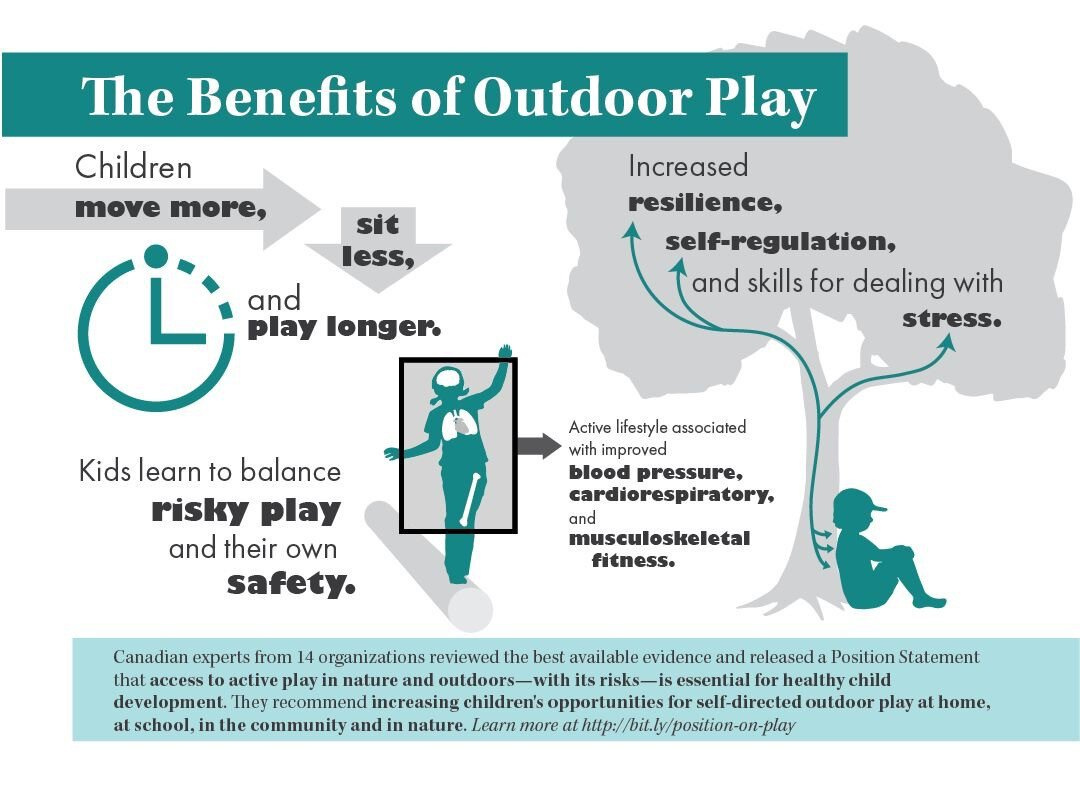 The Benefits of Outdoor Play
Children
move more,
sit
less,
and
play longer.
Increased
resilience,
self-regulation,
and skills for dealing with
stress.
Kids learn to balance
risky play
and their own
safety.
Active lifestyle associated
with improved
blood pressure,
cardiorespiratory,
and
musculoskeletal
fitness.
Canadian experts from 14 organizations reviewed the best available evidence and released a Position Statement
that access to active play in nature and outdoors—with its risks—is essential for healthy child
development. They recommend increasing children's opportunities for self-directed outdoor play at home,
at school, in the community and in nature. Learn more at http://bit.ly/position-on-play